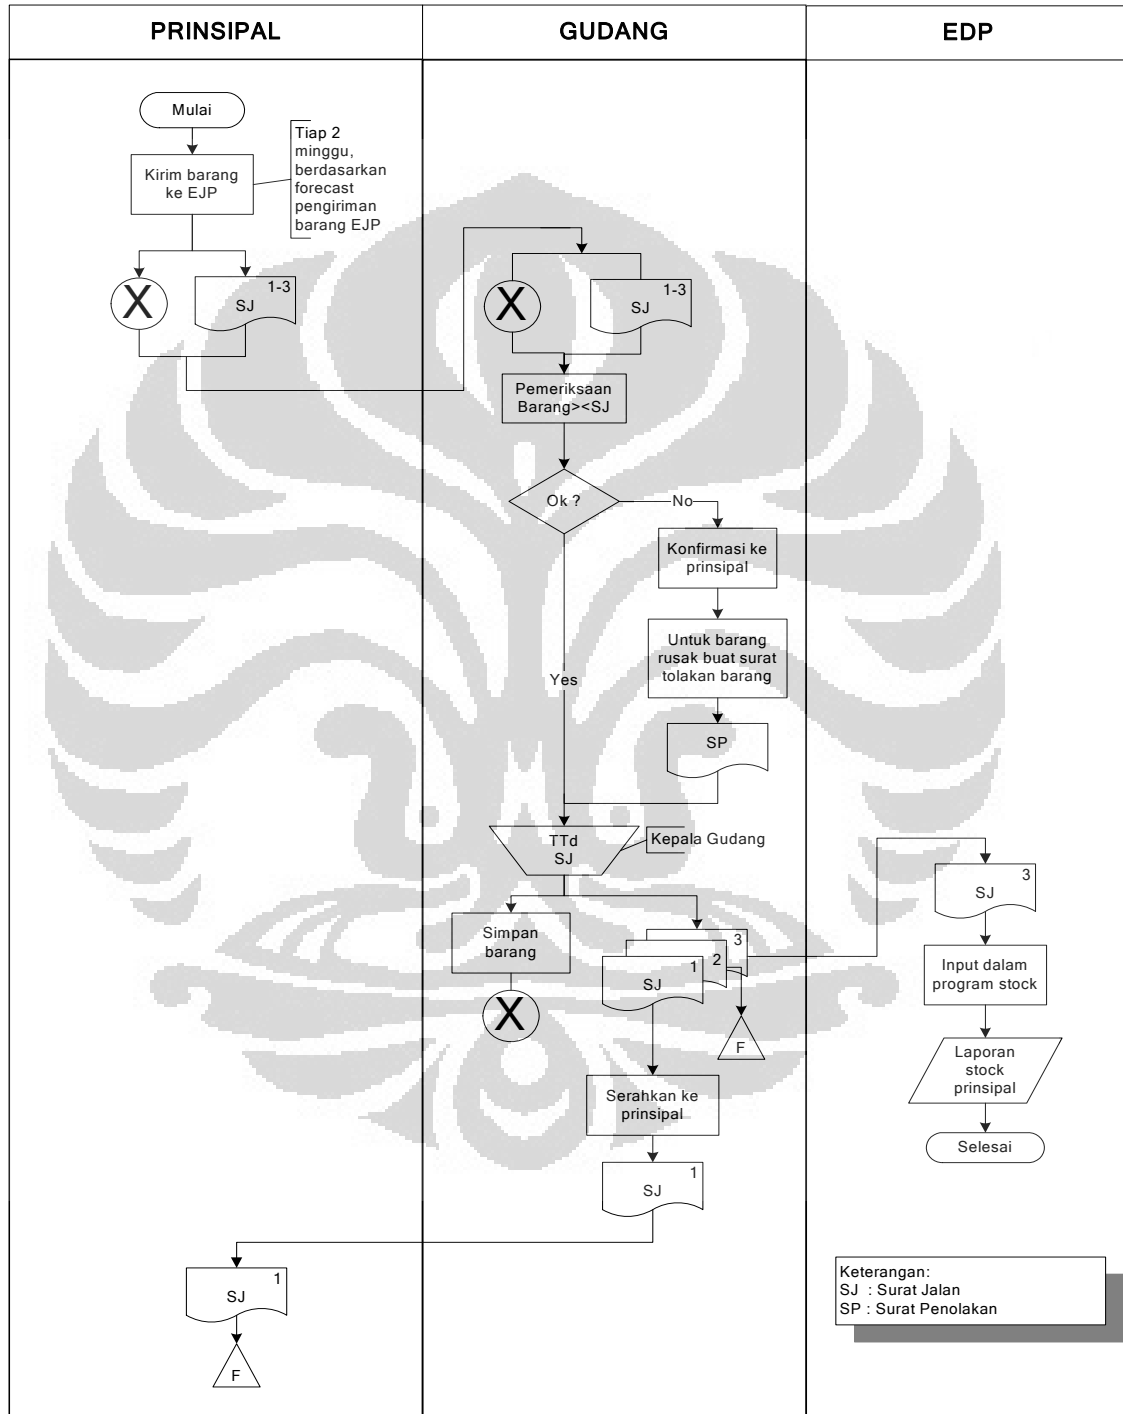 PRINSIPAL
GUDANG
EDP
Mulai
Kirim barang
ke EJP
Tiap 2
minggu,
berdasarkan
forecast
pengiriman
barang EJP
X
1-3
SJ
X
1-3
SJ
Pemeriksaan
Barang><SJ
Ok ?
No
Konfirmasi ke
prinsipal
Untuk barang
rusak buat surat
tolakan barang
Yes
SP
TTd
SJ
Kepala Gudang
Simpan
barang
X
3
2
1
SJ
F
Serahkan ke
prinsipal
1
SJ
3
SJ
Input dalam
program stock
Laporan
stock
prinsipal
Selesai
1
SJ
F
Keterangan:
SJ : Surat Jalan
SP : Surat Penolakan